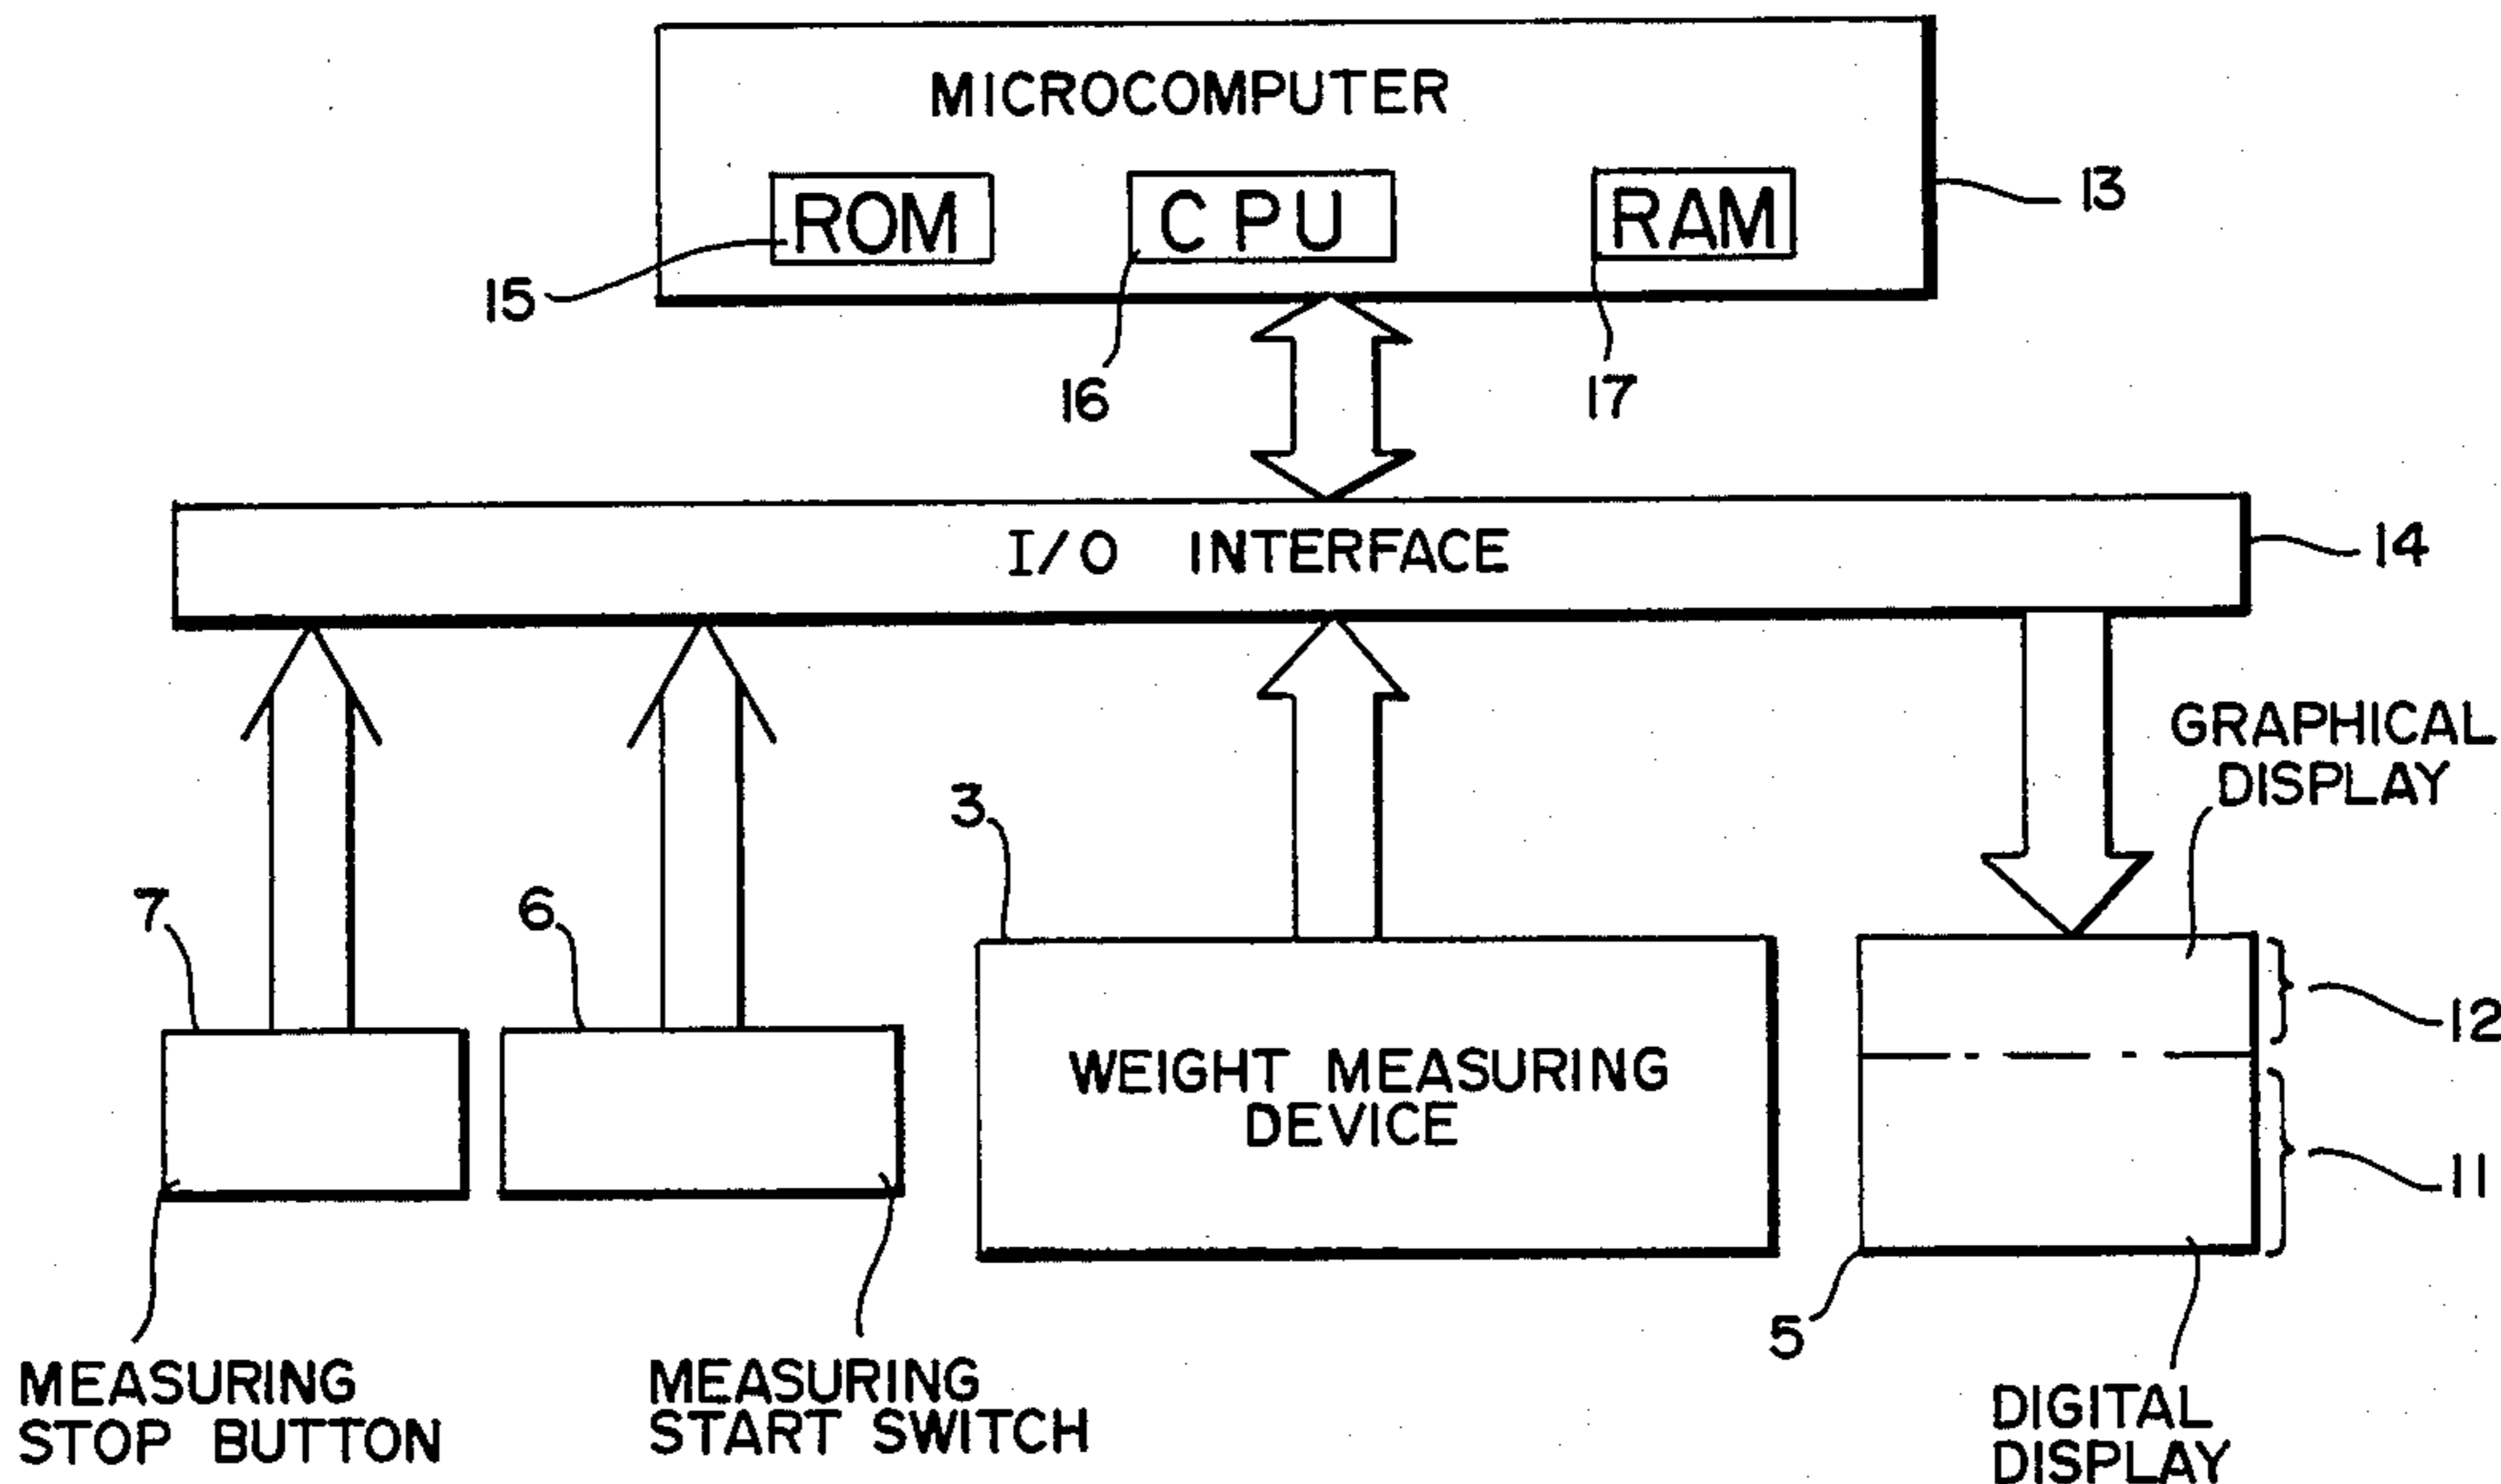 MICROCOMPUTER
ROM
CPU
RAM
13
15
16
17
I/O INTERFACE
14
GRAPHICAL
DISPLAY
3
7
6
12
WEIGHT MEASURING
DEVICE
11
5
MEASURING
STOP BUTTON
MEASURING
START SWITCH
DIGITAL
DISPLAY